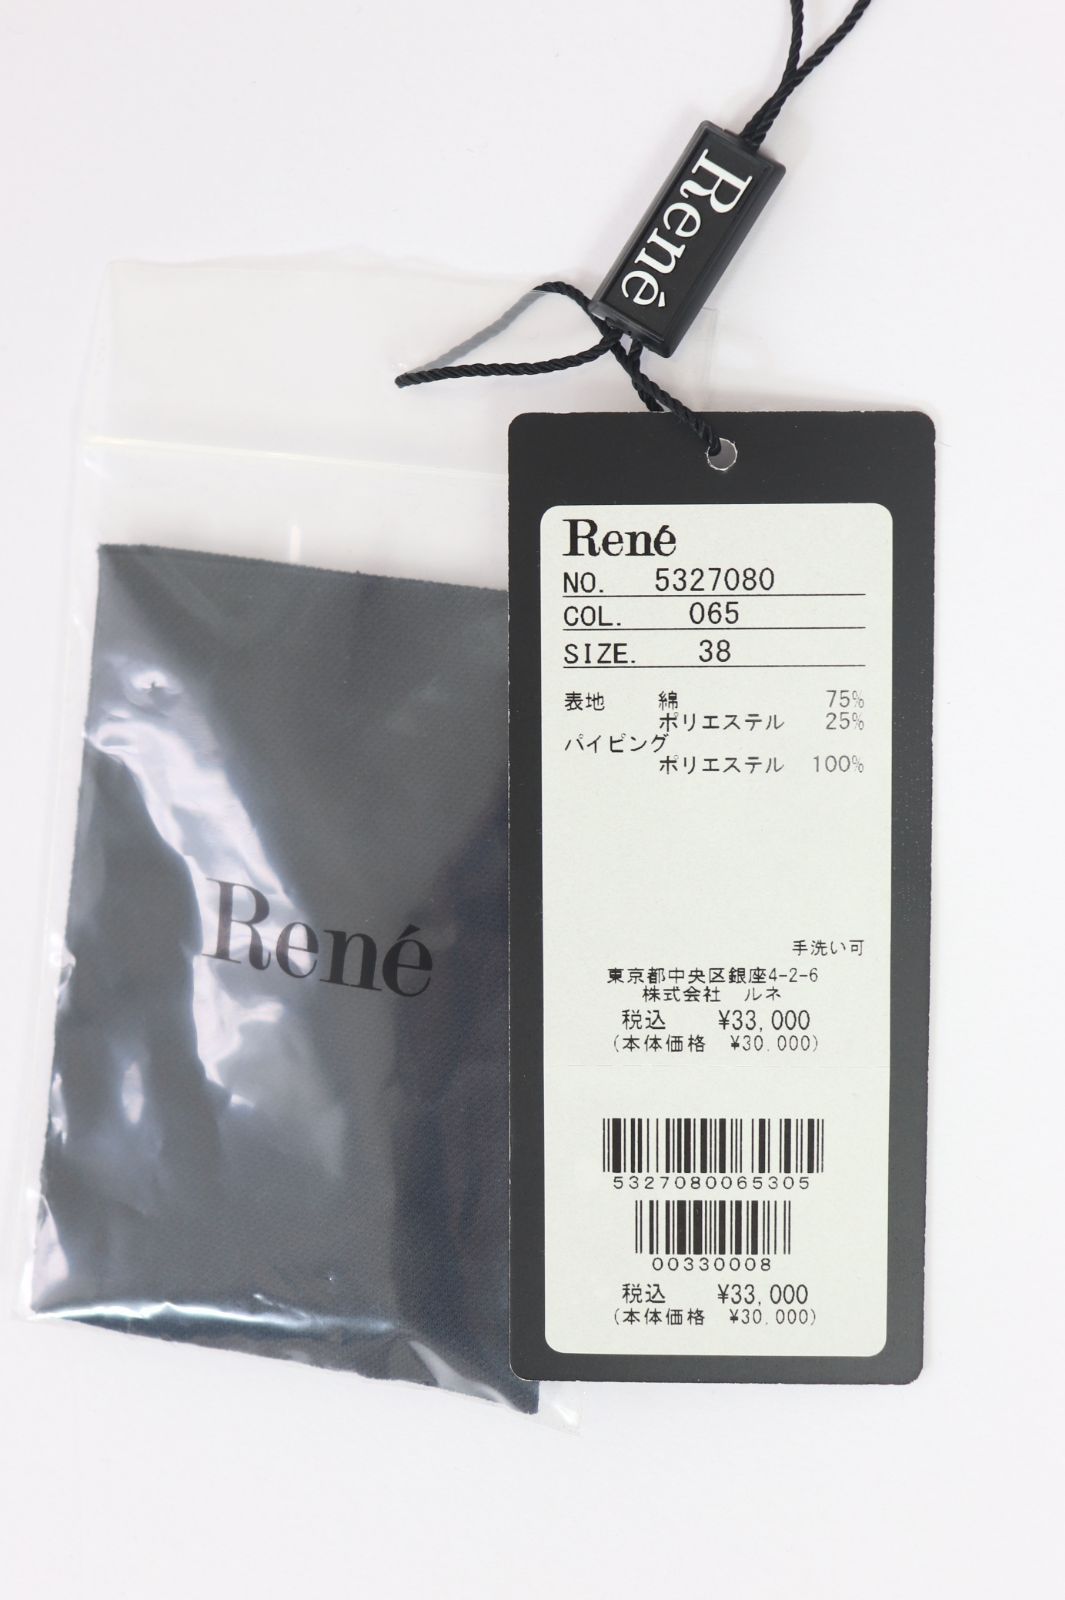 René
René
René
NO. 5327080
COL. 065
SIZE. 38
表地 綿 75%
ポリエステル 25%
パイピング
ポリエステル 100%
手洗い可
東京都中央区銀座4-2-6
株式会社 ルネ
税込 ¥33,000
(本体価格 ¥30,000)
5327080065305
00330008
税込 ¥33,000
(本体価格 ¥30,000)